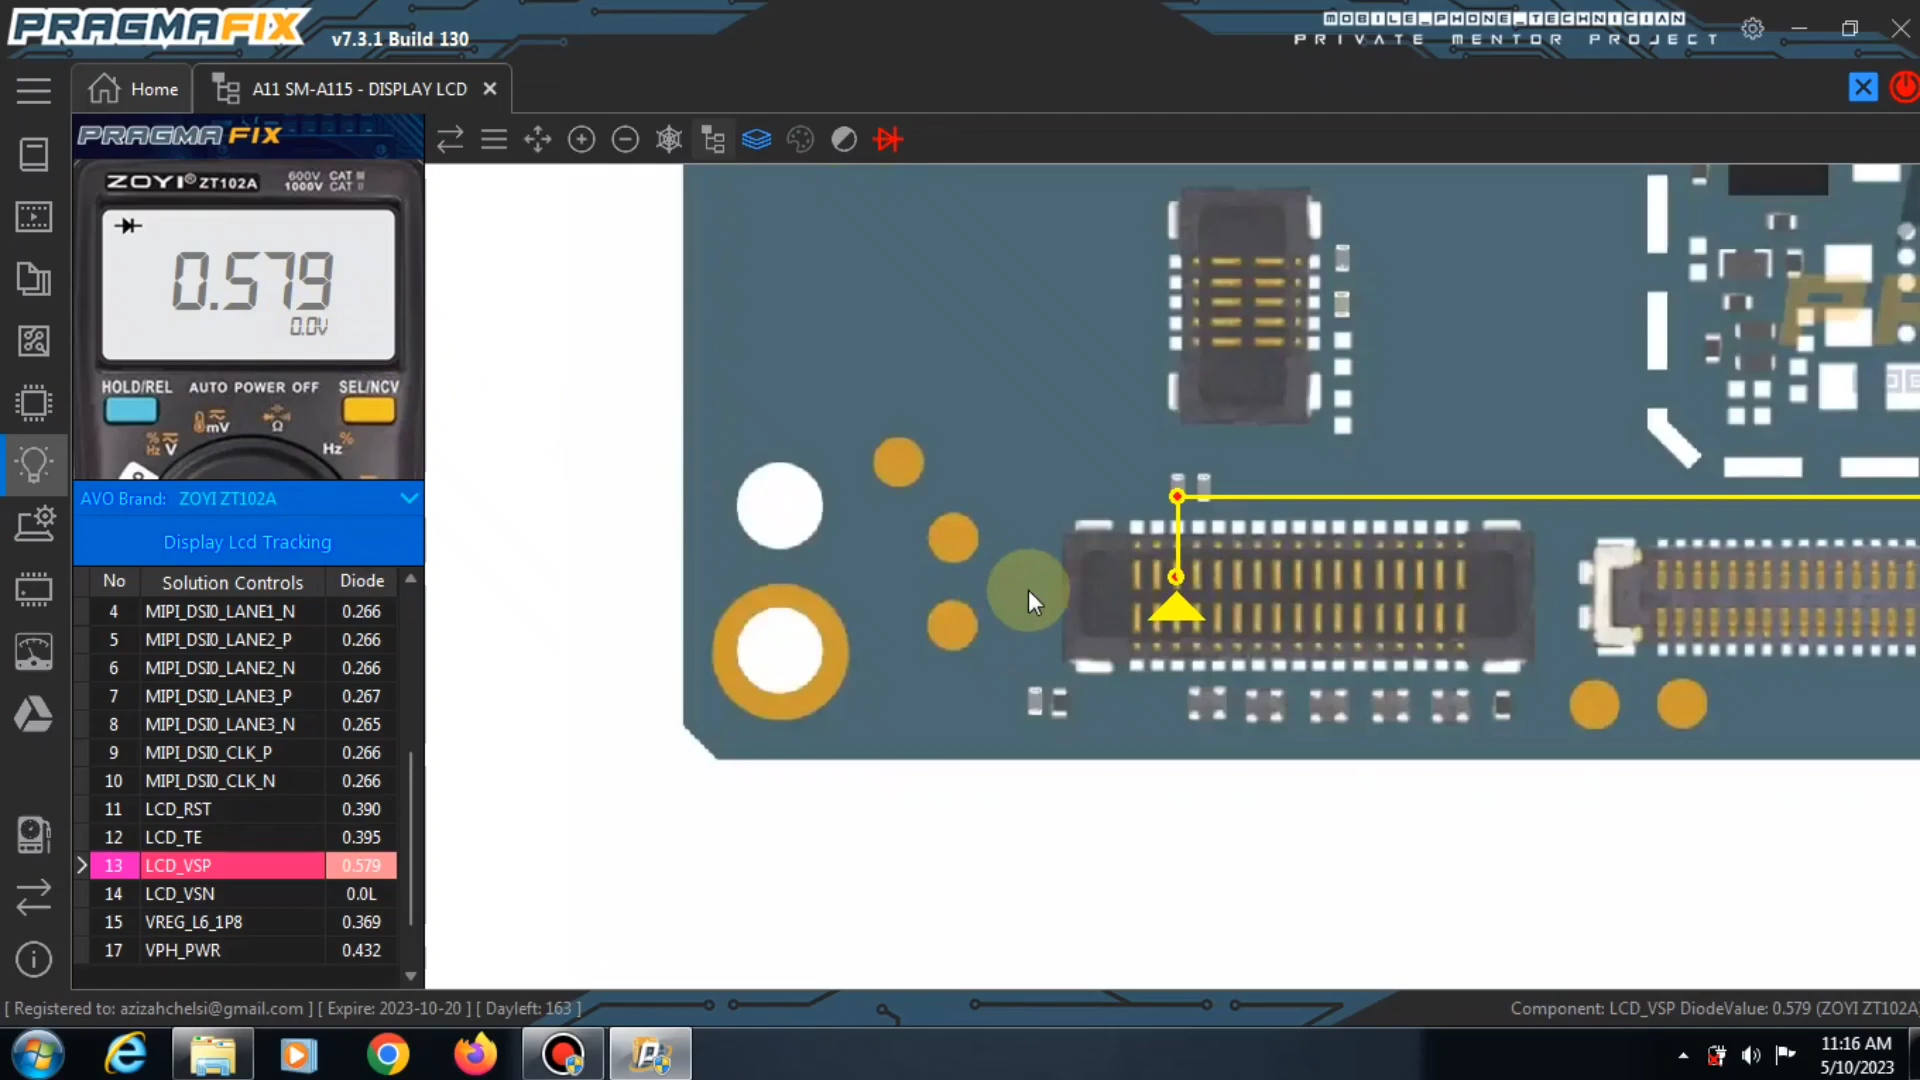 PRAGMAFIX
v7.3.1 Build 130
MOBILE_PHONE_TECHNICIAN
PRIVATE MENTOR PROJECT
Home
A11 SM-A115 - DISPLAY LCD
PRAGMA FIX
ZOYI® ZT102A
600V CAT III
1000V CAT II
0.579
0.0V
HOLD/REL AUTO POWER OFF SEL/NCV
mV
Ω
Hz %
% Hz V
AVO Brand: ZOYI ZT102A
Display Lcd Tracking
No Solution Controls Diode
4 MIPI_DSI0_LANE1_N 0.266
5 MIPI_DSI0_LANE2_P 0.266
6 MIPI_DSI0_LANE2_N 0.266
7 MIPI_DSI0_LANE3_P 0.267
8 MIPI_DSI0_LANE3_N 0.265
9 MIPI_DSI0_CLK_P 0.266
10 MIPI_DSI0_CLK_N 0.266
11 LCD_RST 0.390
12 LCD_TE 0.395
13 LCD_VSP 0.579
14 LCD_VSN 0.0L
15 VREG_L6_1P8 0.369
17 VPH_PWR 0.432
[ Registered to: azizahchelsi@gmail.com ] [ Expire: 2023-10-20 ] [ Dayleft: 163 ]
Component: LCD_VSP DiodeValue: 0.579 (ZOYI ZT102A
11:16 AM
5/10/2023